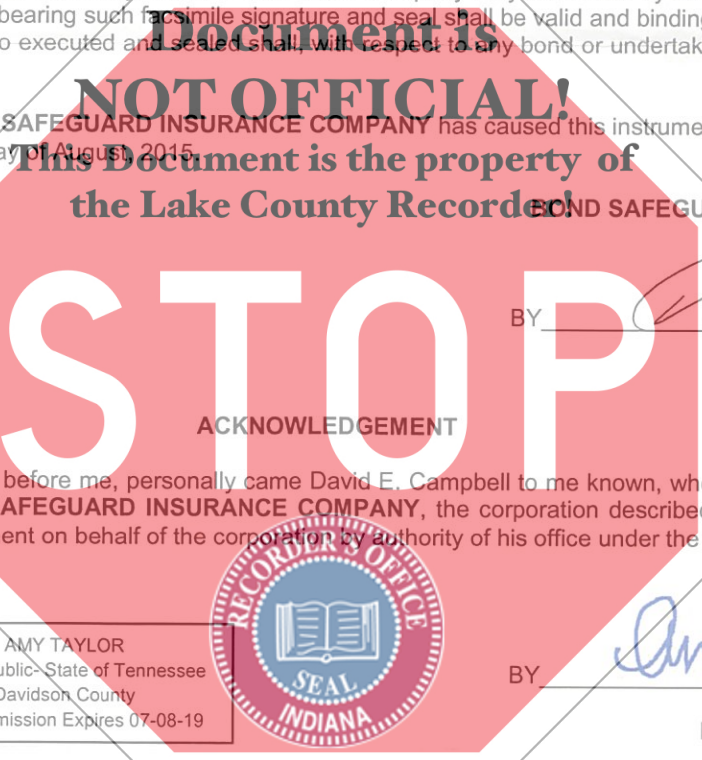 bearing such facsimile signature and seal shall be valid and binding
Document is
o executed and sealed shall, with respect to any bond or undertak
NOT OFFICIAL!
SAFEGUARD INSURANCE COMPANY has caused this instrume
ay of August, 2015.
This Document is the property of
the Lake County Recorder!
BOND SAFEGU
STOP
BY
ACKNOWLEDGEMENT
before me, personally came David E. Campbell to me known, wh
AFEGUARD INSURANCE COMPANY, the corporation described
ent on behalf of the corporation by authority of his office under the
RECORDER'S OFFICE
SEAL
INDIANA
AMY TAYLOR
ublic- State of Tennessee
Davidson County
mission Expires 07-08-19
BY